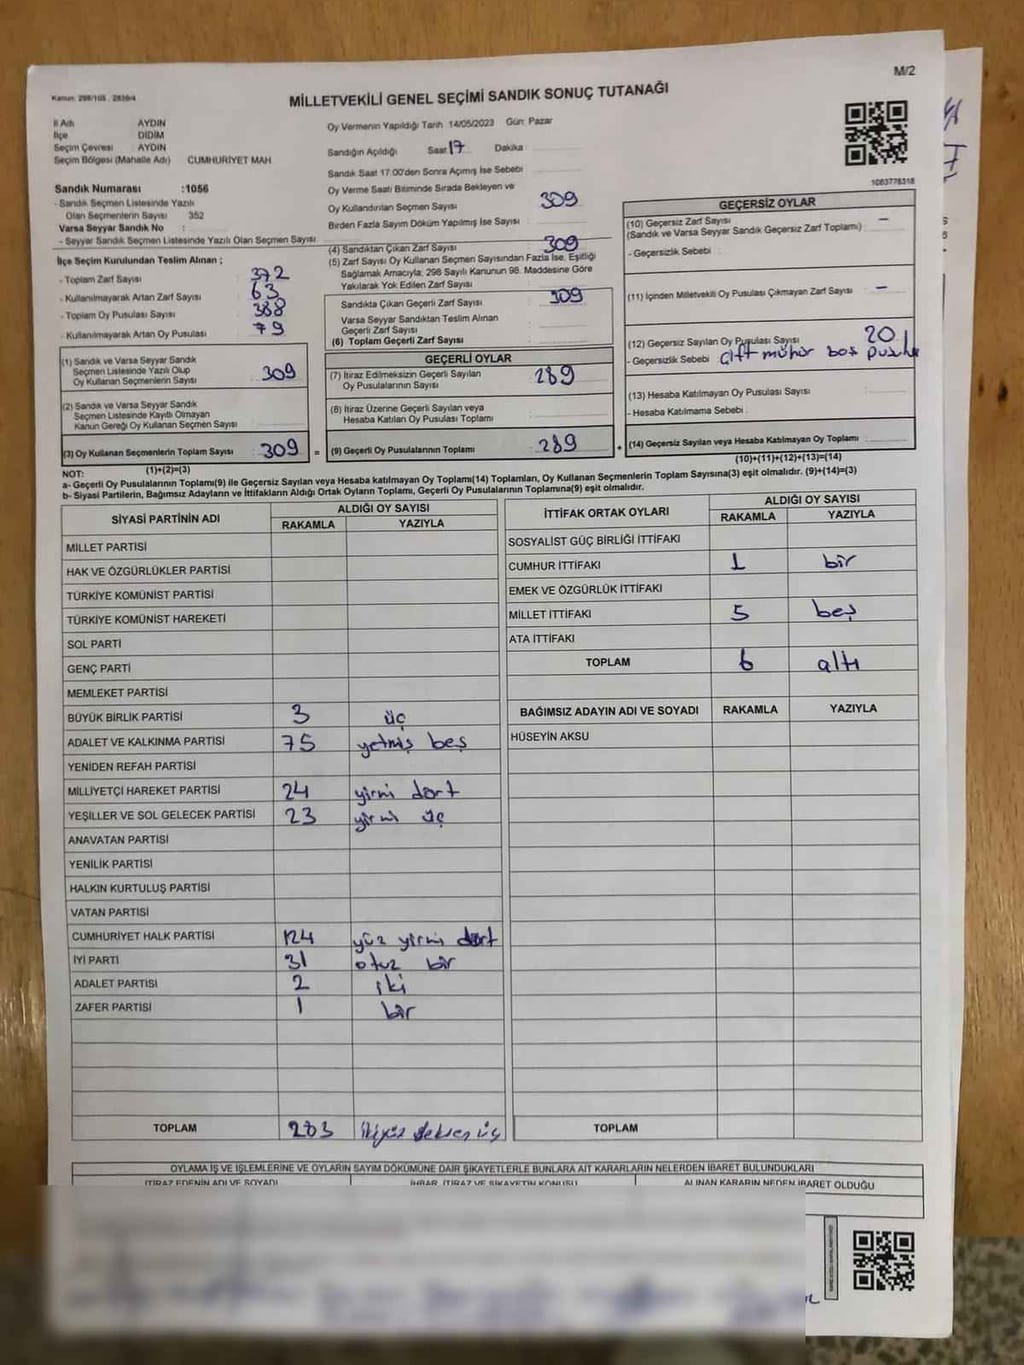 M/2
Kanun: 298/105 , 2839/4
MİLLETVEKİLİ GENEL SEÇİMİ SANDIK SONUÇ TUTANAĞI
İl Adı AYDIN
İlçe DİDİM
Seçim Çevresi AYDIN
Seçim Bölgesi (Mahalle Adı) CUMHURİYET MAH
Sandık Numarası :1056
- Sandık Seçmen Listesinde Yazılı
Olan Seçmenlerin Sayısı 352
Varsa Seyyar Sandık No :
- Seyyar Sandık Seçmen Listesinde Yazılı Olan Seçmen Sayısı
İlçe Seçim Kurulundan Teslim Alınan ;
- Toplam Zarf Sayısı 372
- Kullanılmayarak Artan Zarf Sayısı 63
- Toplam Oy Pusulası Sayısı 388
- Kullanılmayarak Artan Oy Pusulası 79
(1) Sandık ve Varsa Seyyar Sandık
Seçmen Listesinde Yazılı Olup
Oy Kullanan Seçmenlerin Sayısı 309
(2) Sandık ve Varsa Seyyar Sandık
Seçmen Listesinde Kayıtlı Olmayan
Kanun Gereği Oy Kullanan Seçmen Sayısı
(3) Oy Kullanan Seçmenlerin Toplam Sayısı 309
(1)+(2)=(3)
Oy Vermenin Yapıldığı Tarih 14/05/2023 Gün: Pazar
Sandığın Açıldığı Saat 17 Dakika
Sandık Saat 17:00'den Sonra Açımış İse Sebebi
Oy Verme Saati Bitiminde Sırada Bekleyen ve
Oy Kullandırılan Seçmen Sayısı 309
Birden Fazla Sayım Döküm Yapılmış İse Sayısı
(4) Sandıktan Çıkan Zarf Sayısı 309
(5) Zarf Sayısı Oy Kullanan Seçmen Sayısından Fazla İse, Eşitliği
Sağlamak Amacıyla; 298 Sayılı Kanunun 98. Maddesine Göre
Yakılarak Yok Edilen Zarf Sayısı
Sandıkta Çıkan Geçerli Zarf Sayısı 309
Varsa Seyyar Sandıktan Teslim Alınan
Geçerli Zarf Sayısı
(6) Toplam Geçerli Zarf Sayısı
GEÇERLİ OYLAR
(7) İtiraz Edilmeksizin Geçerli Sayılan
Oy Pusulalarının Sayısı 289
(8) İtiraz Üzerine Geçerli Sayılan veya
Hesaba Katılan Oy Pusulası Toplamı
= (9) Geçerli Oy Pusulalarının Toplamı 289 +
1083778318
GEÇERSİZ OYLAR
(10) Geçersiz Zarf Sayısı –
(Sandık ve Varsa Seyyar Sandık Geçersiz Zarf Toplamı)
- Geçersizlik Sebebi :
(11) İçinden Milletvekili Oy Pusulası Çıkmayan Zarf Sayısı –
(12) Geçersiz Sayılan Oy Pusulası Sayısı 20
- Geçersizlik Sebebi çift mühür boş pusula
(13) Hesaba Katılmayan Oy Pusulası Sayısı
- Hesaba Katılmama Sebebi :
(14) Geçersiz Sayılan veya Hesaba Katılmayan Oy Toplamı
(10)+(11)+(12)+(13)=(14)
NOT:
a- Geçerli Oy Pusulalarının Toplamı(9) ile Geçersiz Sayılan veya Hesaba katılmayan Oy Toplamı(14) Toplamları, Oy Kullanan Seçmenlerin Toplam Sayısına(3) eşit olmalıdır. (9)+(14)=(3)
b- Siyasi Partilerin, Bağımsız Adayların ve İttifakların Aldığı Ortak Oyların Toplamı, Geçerli Oy Pusulalarının Toplamına(9) eşit olmalıdır.
SİYASİ PARTİNİN ADI ALDIĞI OY SAYISI
RAKAMLA YAZIYLA
MİLLET PARTİSİ
HAK VE ÖZGÜRLÜKLER PARTİSİ
TÜRKİYE KOMÜNİST PARTİSİ
TÜRKİYE KOMÜNİST HAREKETİ
SOL PARTİ
GENÇ PARTİ
MEMLEKET PARTİSİ
BÜYÜK BİRLİK PARTİSİ 3 üç
ADALET VE KALKINMA PARTİSİ 75 yetmiş beş
YENİDEN REFAH PARTİSİ
MİLLİYETÇİ HAREKET PARTİSİ 24 yirmi dört
YEŞİLLER VE SOL GELECEK PARTİSİ 23 yirmi üç
ANAVATAN PARTİSİ
YENİLİK PARTİSİ
HALKIN KURTULUŞ PARTİSİ
VATAN PARTİSİ
CUMHURİYET HALK PARTİSİ 124 yüz yirmi dört
İYİ PARTİ 31 otuz bir
ADALET PARTİSİ 2 iki
ZAFER PARTİSİ 1 bir
TOPLAM 283 ikiyüz seksen üç
İTTİFAK ORTAK OYLARI ALDIĞI OY SAYISI
RAKAMLA YAZIYLA
SOSYALİST GÜÇ BİRLİĞİ İTTİFAKI
CUMHUR İTTİFAKI 1 bir
EMEK VE ÖZGÜRLÜK İTTİFAKI
MİLLET İTTİFAKI 5 beş
ATA İTTİFAKI
TOPLAM 6 altı
BAĞIMSIZ ADAYIN ADI VE SOYADI RAKAMLA YAZIYLA
HÜSEYİN AKSU
TOPLAM
OYLAMA İŞ VE İŞLEMLERİNE VE OYLARIN SAYIM DÖKÜMÜNE DAİR ŞİKAYETLERLE BUNLARA AİT KARARLARIN NELERDEN İBARET BULUNDUKLARI
İTİRAZ EDENİN ADI VE SOYADI İHBAR, İTİRAZ VE ŞİKAYETİN KONUSU ALINAN KARARIN NEDEN İBARET OLDUĞU